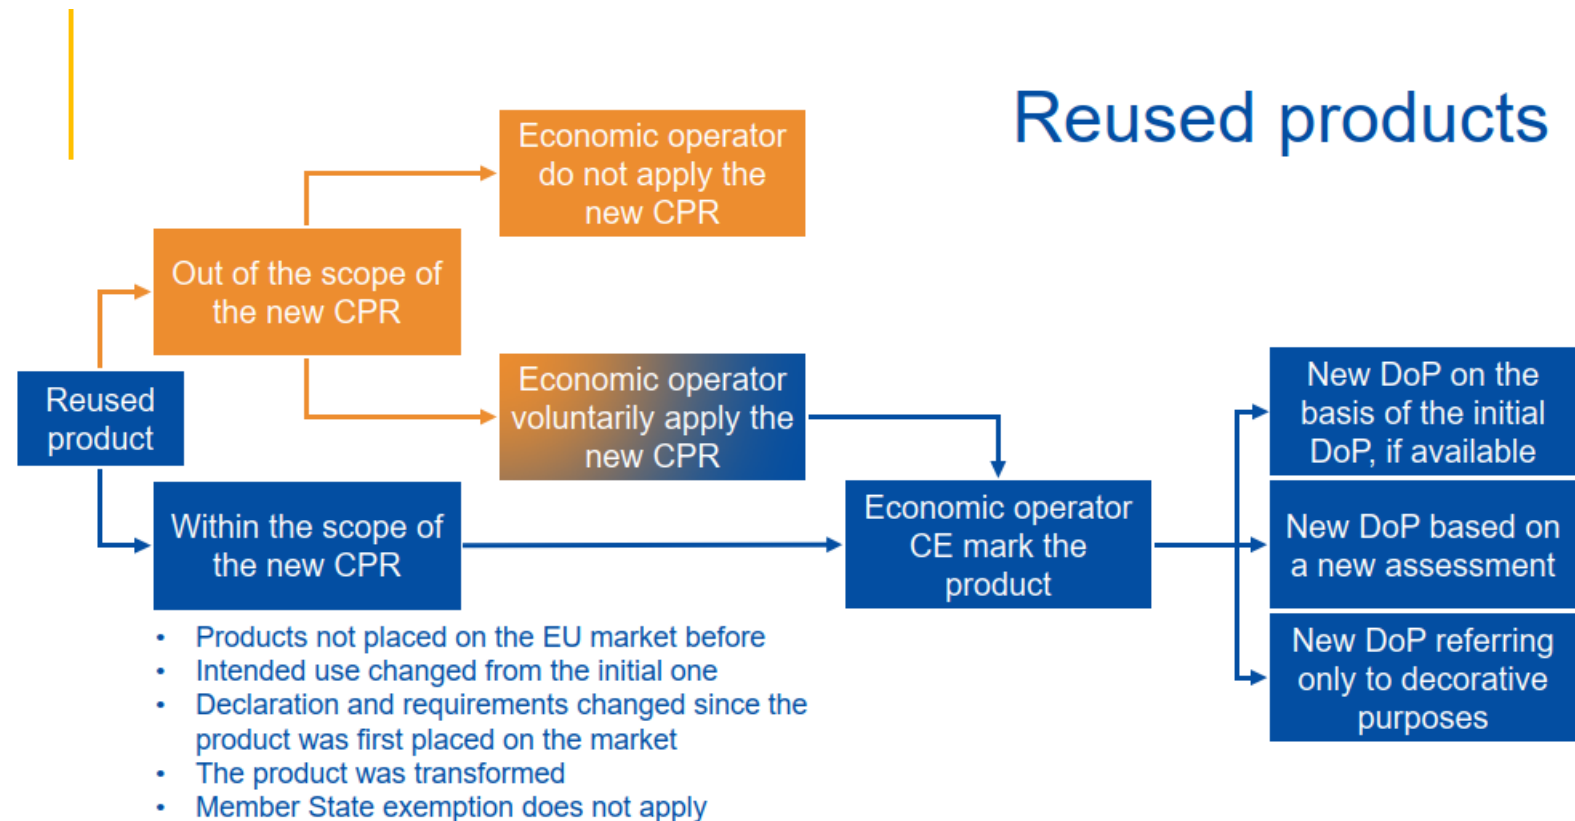 Reused products
Economic operator
do not apply the
new CPR
Out of the scope of
the new CPR
Economic operator
voluntarily apply the
new CPR
Reused
product
Within the scope of
the new CPR
Economic operator
CE mark the
product
New DoP on the
basis of the initial
DoP, if available
New DoP based on
a new assessment
New DoP referring
only to decorative
purposes
• Products not placed on the EU market before
• Intended use changed from the initial one
• Declaration and requirements changed since the
product was first placed on the market
• The product was transformed
• Member State exemption does not apply